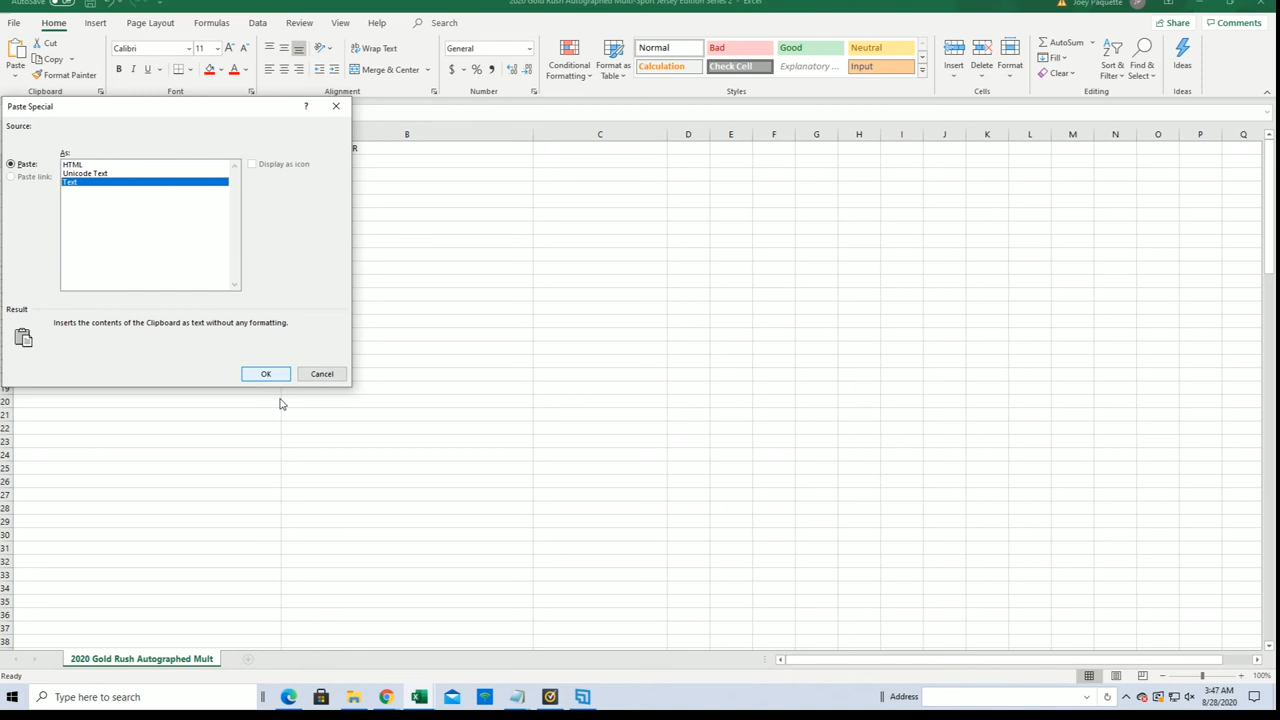 AutoSave
2020 Gold Rush Autographed Multi-Sport Jersey Edition Series 2 - Excel
Joey Paquette
JP
File Home Insert Page Layout Formulas Data Review View Help Search
Share Comments
Paste
Cut
Copy
Format Painter
Calibri 11
B I U
Wrap Text
Merge & Center
General
$ % ,
Conditional Formatting
Format as Table
Normal Bad Good Neutral
Calculation Check Cell Explanatory ... Input
Insert Delete Format
AutoSum
Fill
Clear
Sort & Filter
Find & Select
Ideas
Clipboard Font Alignment Number Styles Cells Editing Ideas
Paste Special ?
Source:
As:
Paste:
Paste link:
HTML
Unicode Text
Text
Display as icon
Result
Inserts the contents of the Clipboard as text without any formatting.
OK Cancel
B C D E F G H I J K L M N O P Q
R
19
20
21
22
23
24
25
26
27
28
29
30
31
32
33
34
35
36
37
38
2020 Gold Rush Autographed Mult
Ready
100%
Type here to search
Address
3:47 AM
8/28/2020